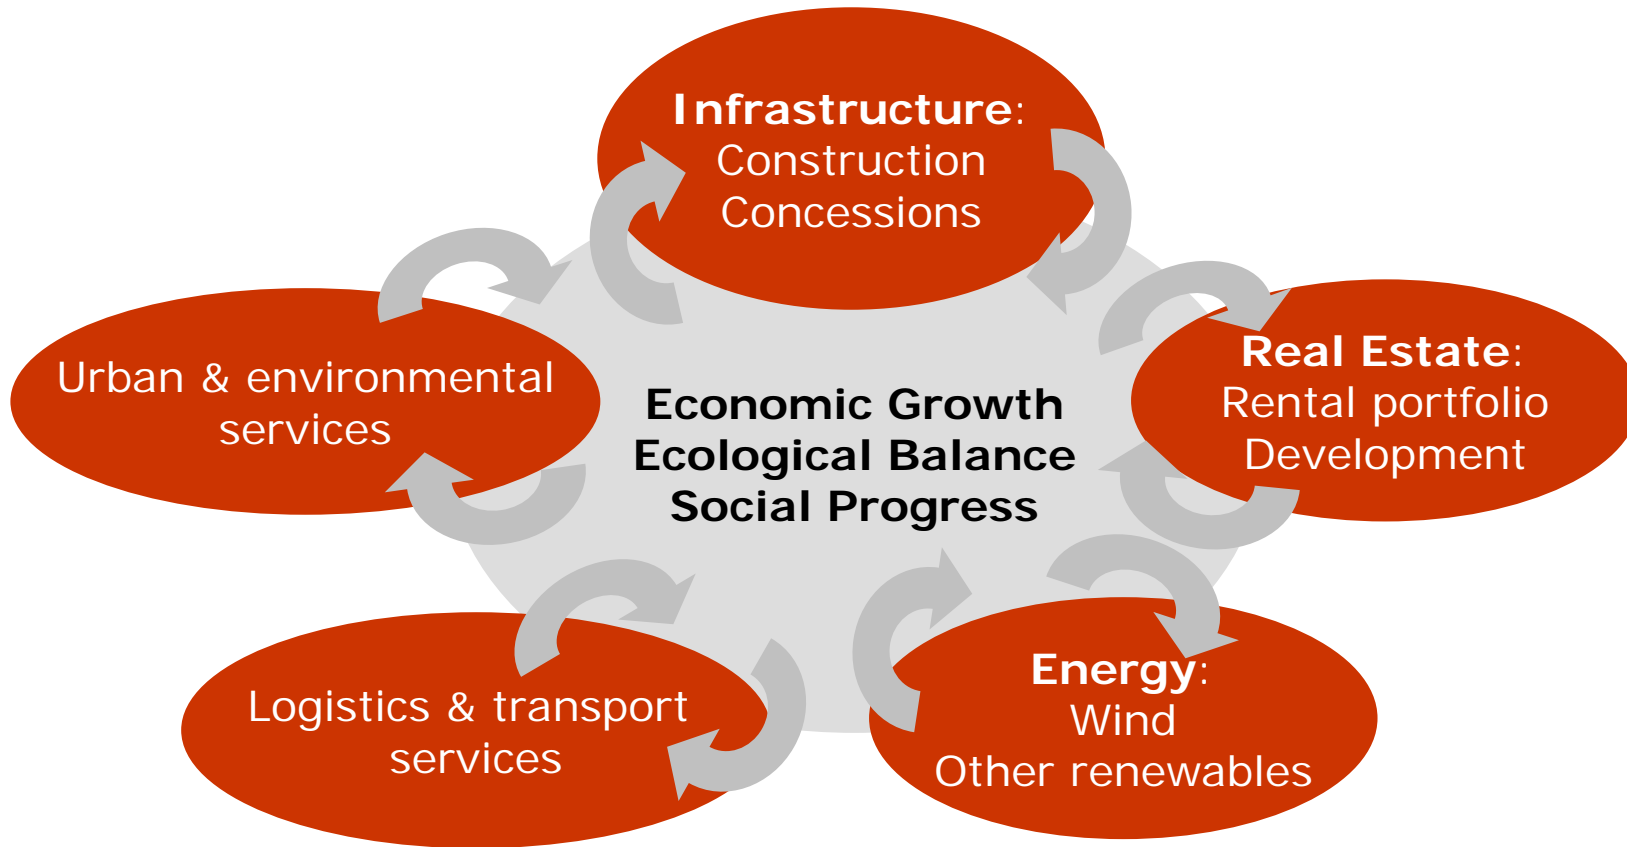 Infrastructure:
Construction
Concessions
Real Estate:
Rental portfolio
Development
Urban & environmental
services
Economic Growth
Ecological Balance
Social Progress
Logistics & transport
services
Energy:
Wind
Other renewables